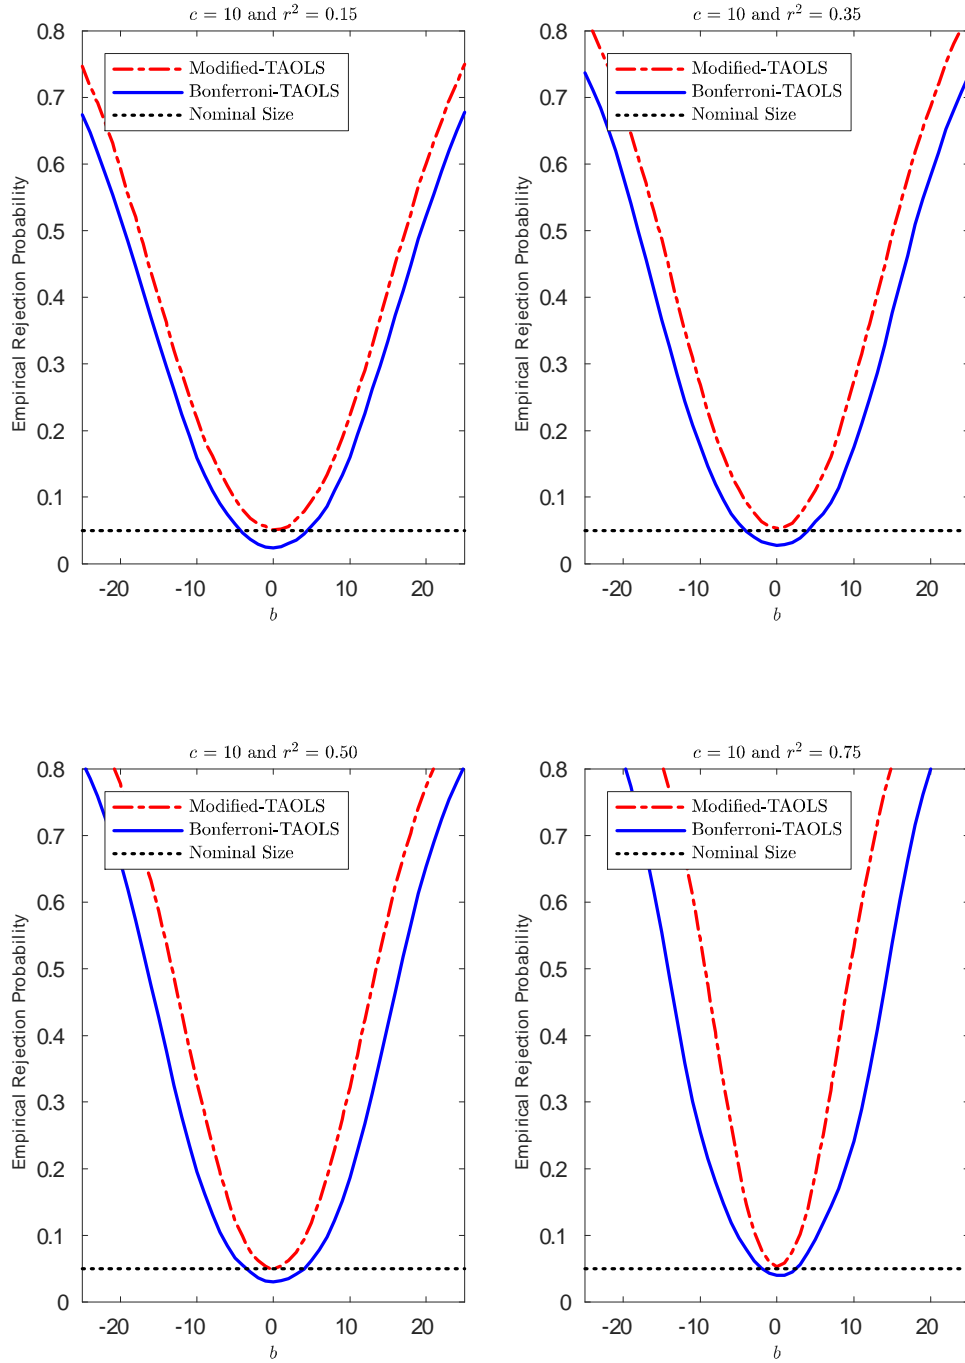 c = 10 and r² = 0.15
0.8
0.7
0.6
0.5
0.4
0.3
0.2
0.1
0
Empirical Rejection Probability
Modified-TAOLS
Bonferroni-TAOLS
Nominal Size
-20 -10 0 10 20
b
c = 10 and r² = 0.35
0.8
0.7
0.6
0.5
0.4
0.3
0.2
0.1
0
Empirical Rejection Probability
Modified-TAOLS
Bonferroni-TAOLS
Nominal Size
-20 -10 0 10 20
b
c = 10 and r² = 0.50
0.8
0.7
0.6
0.5
0.4
0.3
0.2
0.1
0
Empirical Rejection Probability
Modified-TAOLS
Bonferroni-TAOLS
Nominal Size
-20 -10 0 10 20
b
c = 10 and r² = 0.75
0.8
0.7
0.6
0.5
0.4
0.3
0.2
0.1
0
Empirical Rejection Probability
Modified-TAOLS
Bonferroni-TAOLS
Nominal Size
-20 -10 0 10 20
b